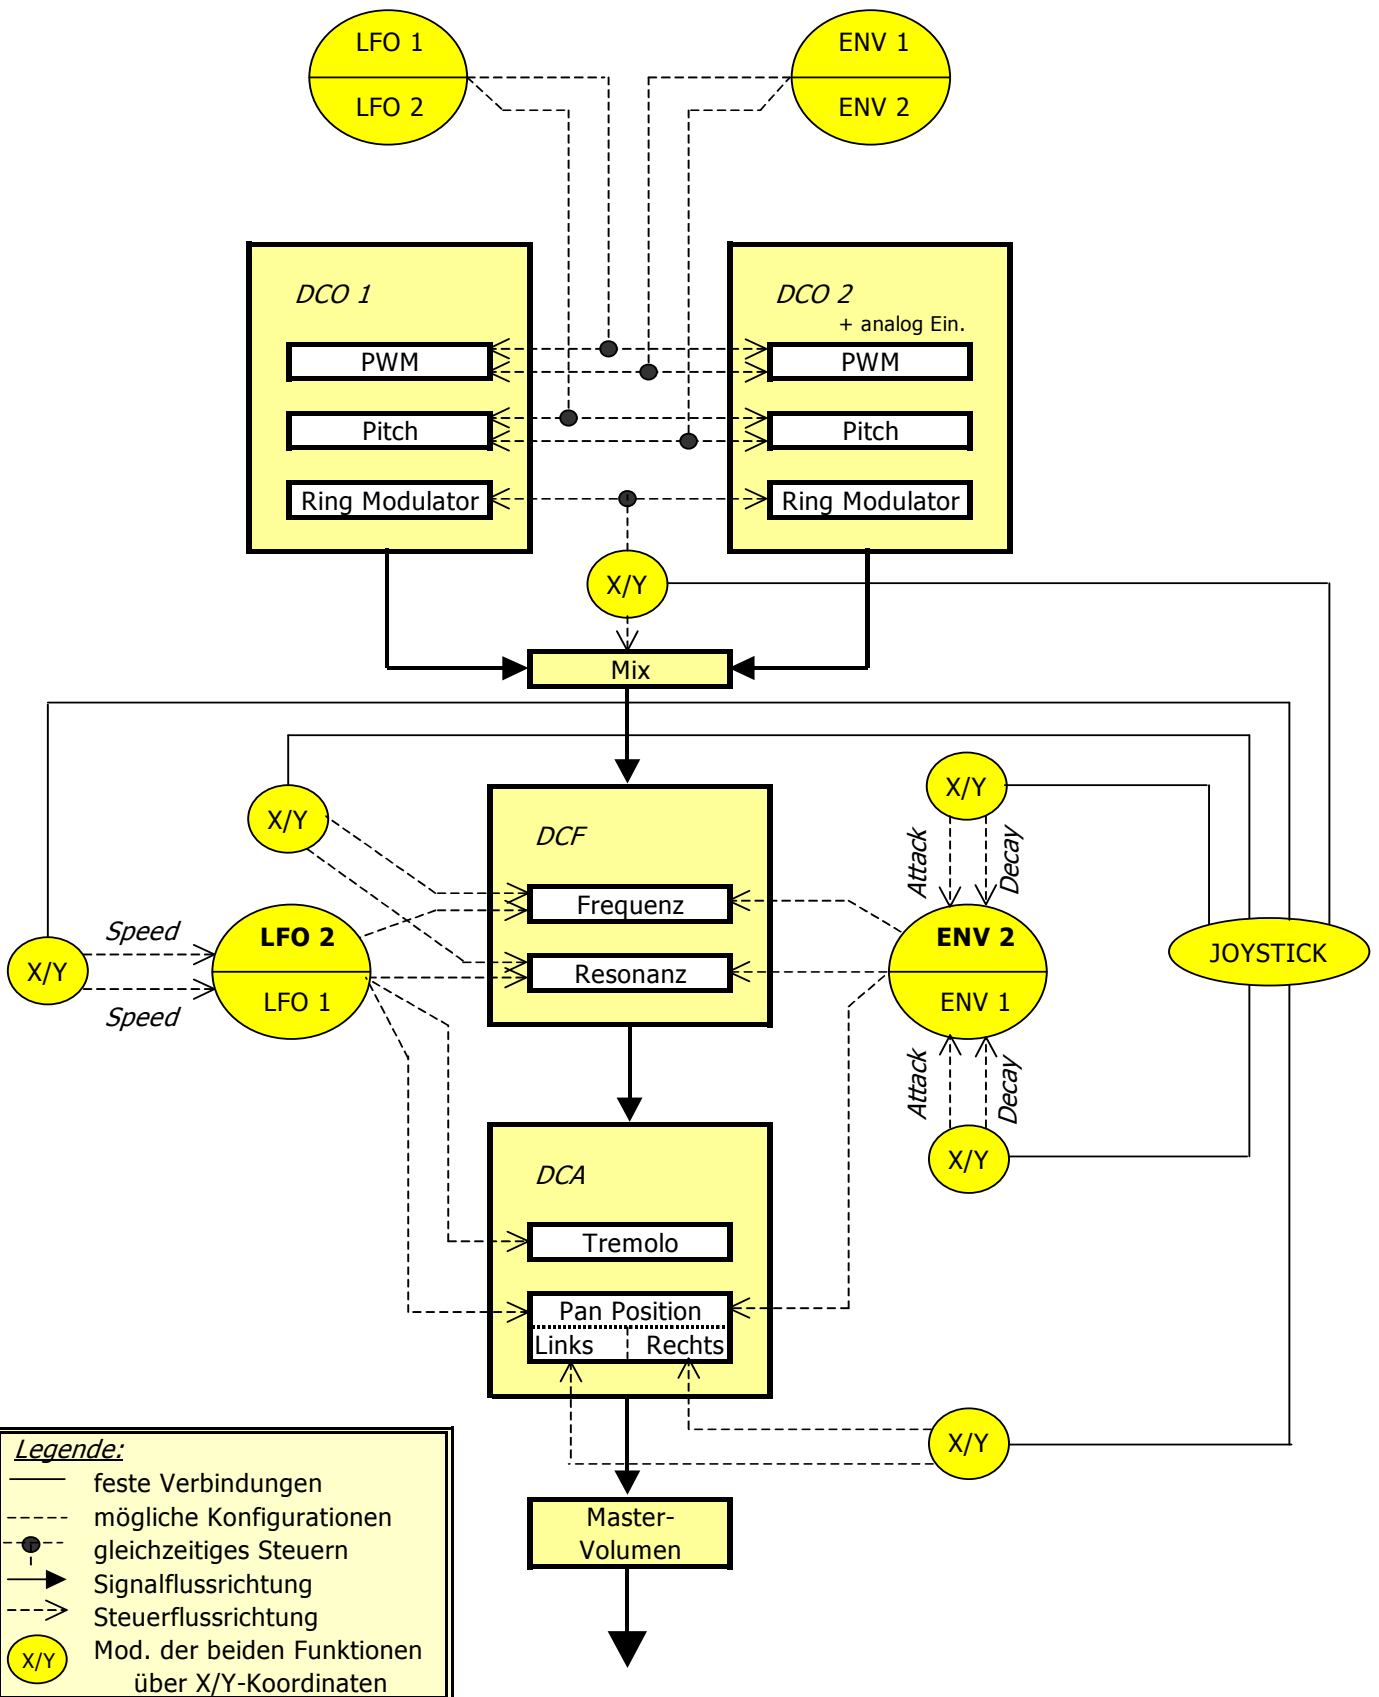 LFO 1
LFO 2
ENV 1
ENV 2
DCO 1
PWM
Pitch
Ring Modulator
DCO 2
+ analog Ein.
PWM
Pitch
Ring Modulator
X/Y
Mix
X/Y
X/Y
Speed
Speed
LFO 2
LFO 1
DCF
Frequenz
Resonanz
X/Y
Attack
Decay
ENV 2
ENV 1
Attack
Decay
X/Y
JOYSTICK
DCA
Tremolo
Pan Position
Links Rechts
X/Y
Master-
Volumen
Legende:
feste Verbindungen
mögliche Konfigurationen
gleichzeitiges Steuern
Signalflussrichtung
Steuerflussrichtung
X/Y Mod. der beiden Funktionen
über X/Y-Koordinaten